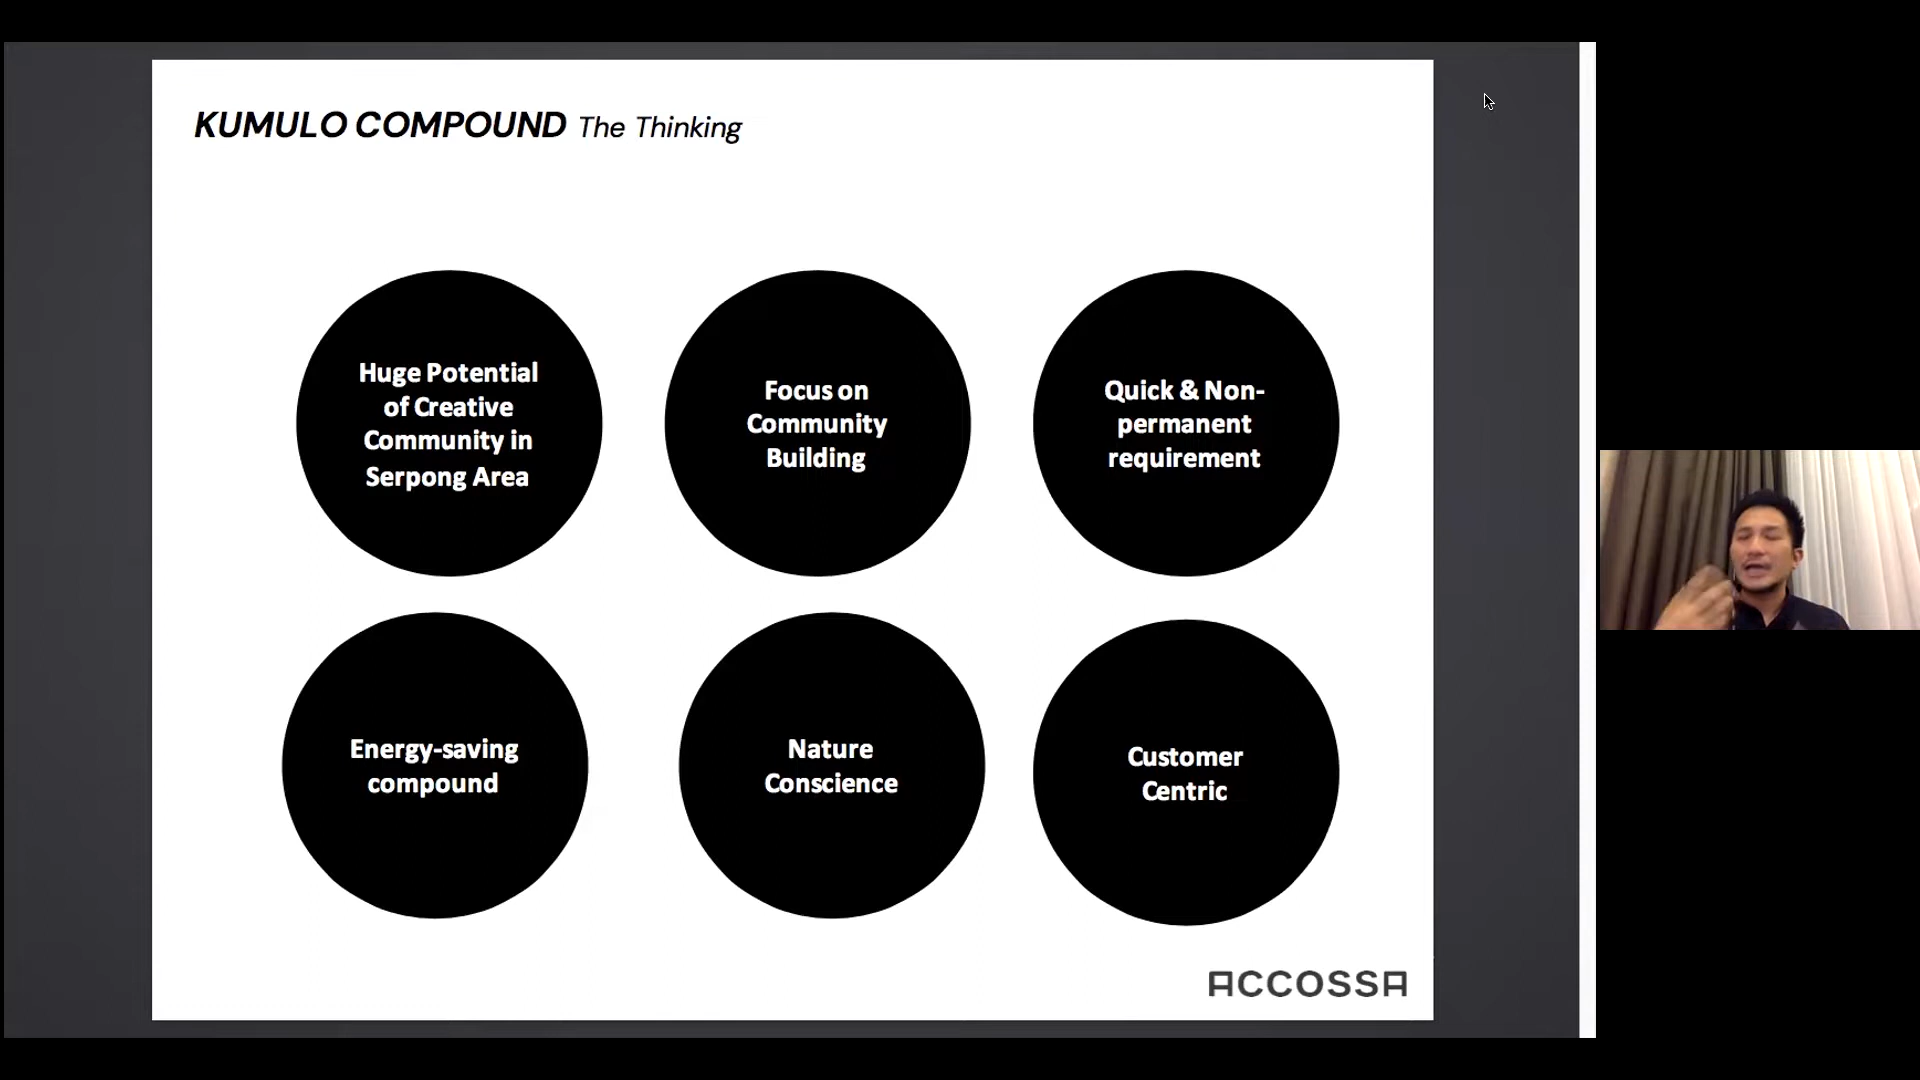 KUMULO COMPOUND The Thinking
Huge Potential
of Creative
Community in
Serpong Area
Focus on
Community
Building
Quick & Non-
permanent
requirement
Energy-saving
compound
Nature
Conscience
Customer
Centric
ACCOSSA